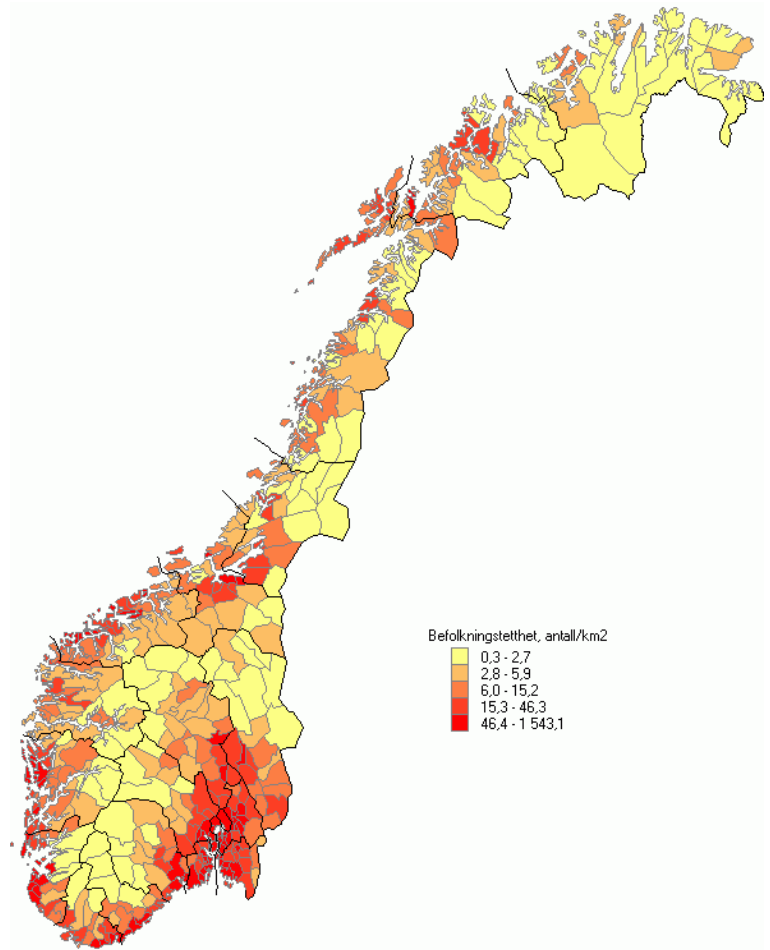 Befolkningstetthet, antall/km2
0,3 - 2,7
2,8 - 5,9
6,0 - 15,2
15,3 - 46,3
46,4 - 1 543,1